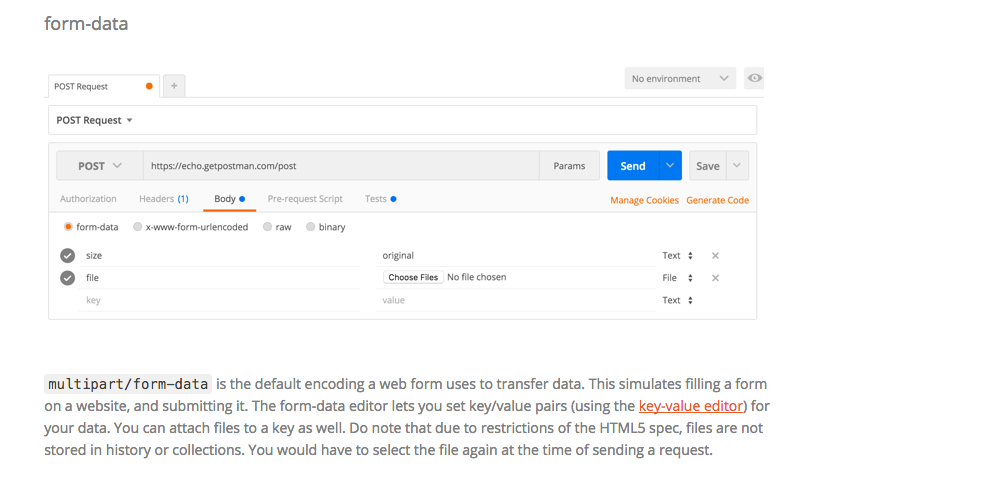 form-data
No environment
POST Request
+
POST Request
POST https://echo.getpostman.com/post Params Send Save
Authorization Headers (1) Body Pre-request Script Tests Manage Cookies Generate Code
form-data x-www-form-urlencoded raw binary
size original Text
file Choose Files No file chosen File
key value Text
multipart/form-data is the default encoding a web form uses to transfer data. This simulates filling a form
on a website, and submitting it. The form-data editor lets you set key/value pairs (using the key-value editor) for
your data. You can attach files to a key as well. Do note that due to restrictions of the HTML5 spec, files are not
stored in history or collections. You would have to select the file again at the time of sending a request.